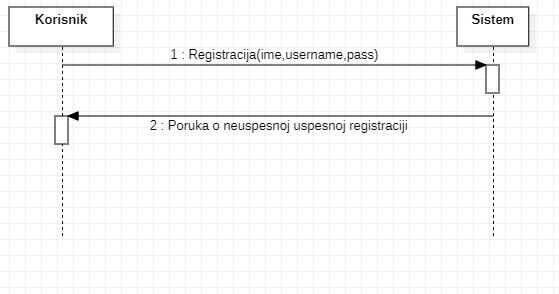 Korisnik
Sistem
1 : Registracija(ime,username,pass)
2 : Poruka o neuspesnoj uspesnoj registraciji